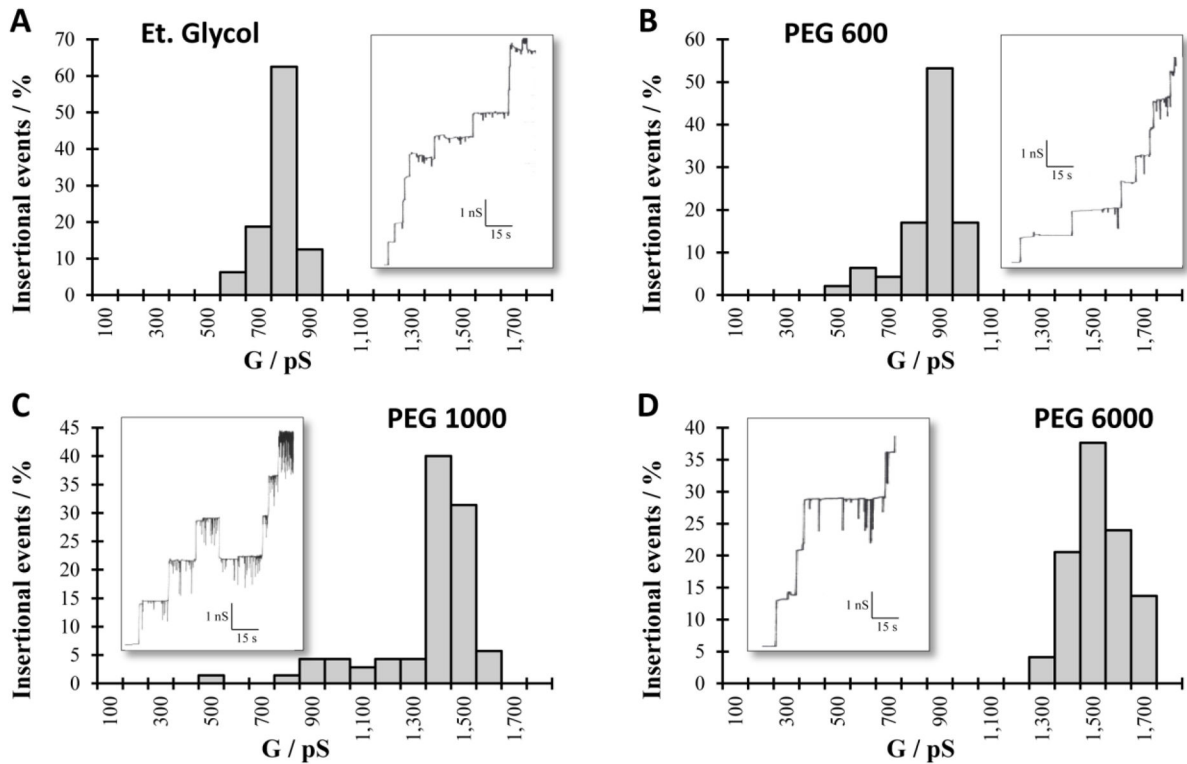 A
Et. Glycol
Insertional events / %
70
60
50
40
30
20
10
0
1 nS
15 s
100
300
500
700
900
1,100
1,300
1,500
1,700
G / pS
B
PEG 600
Insertional events / %
60
50
40
30
20
10
0
1 nS
15 s
100
300
500
700
900
1,100
1,300
1,500
1,700
G / pS
C
PEG 1000
Insertional events / %
45
40
35
30
25
20
15
10
5
0
1 nS
15 s
100
300
500
700
900
1,100
1,300
1,500
1,700
G / pS
D
PEG 6000
Insertional events / %
40
35
30
25
20
15
10
5
0
1 nS
15 s
100
300
500
700
900
1,100
1,300
1,500
1,700
G / pS